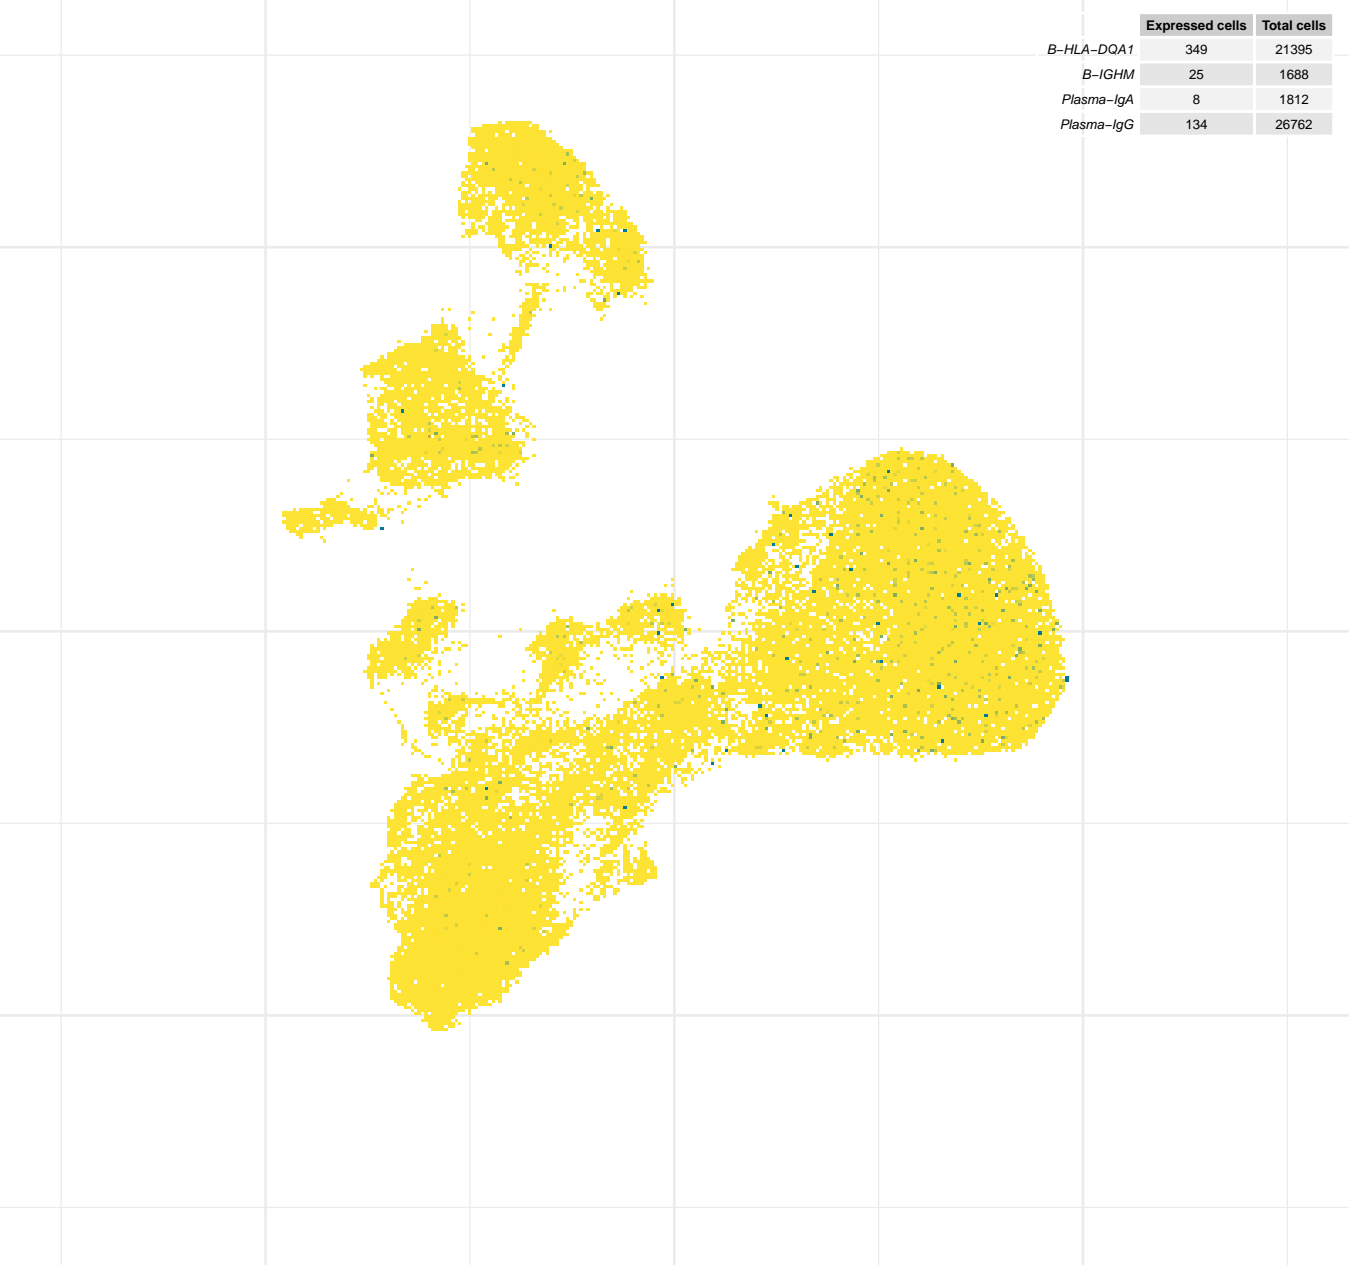 Expressed cells Total cells
B−HLA−DQA1 349 21395
B−IGHM 25 1688
Plasma−IgA 8 1812
Plasma−IgG 134 26762